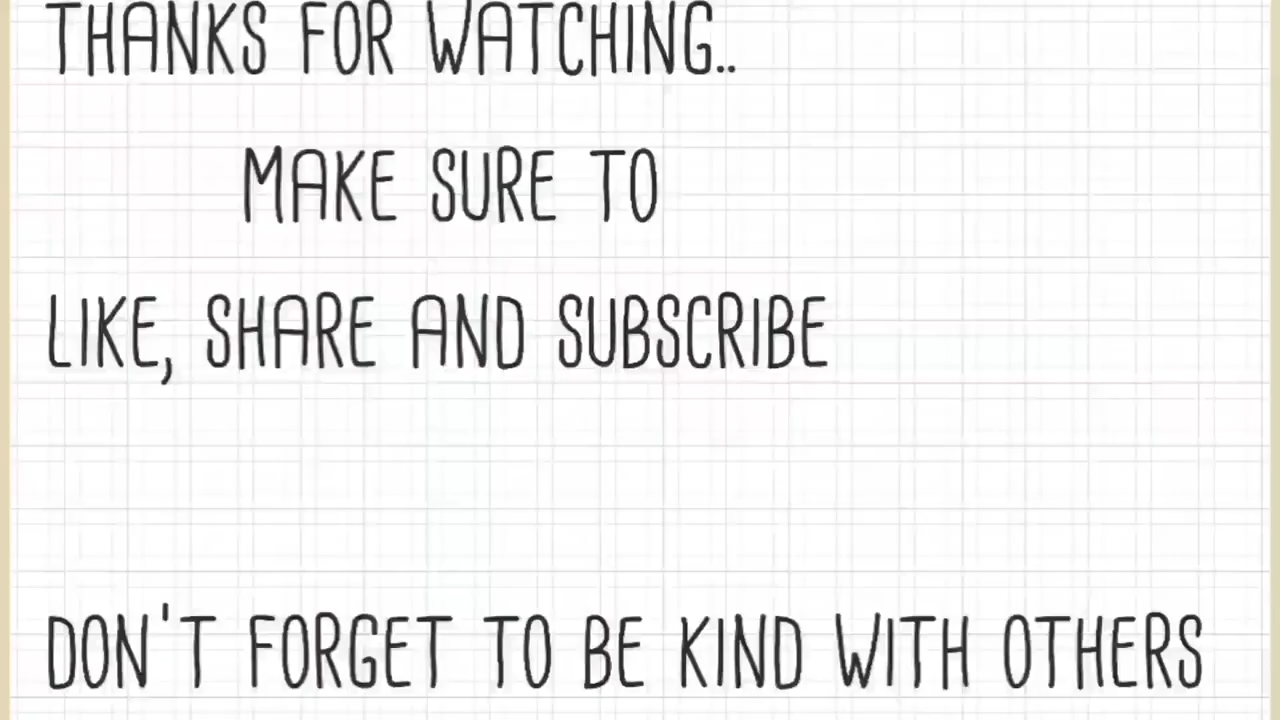 THANKS FOR WATCHING..
MAKE SURE TO
LIKE, SHARE AND SUBSCRIBE
DON'T FORGET TO BE KIND WITH OTHERS